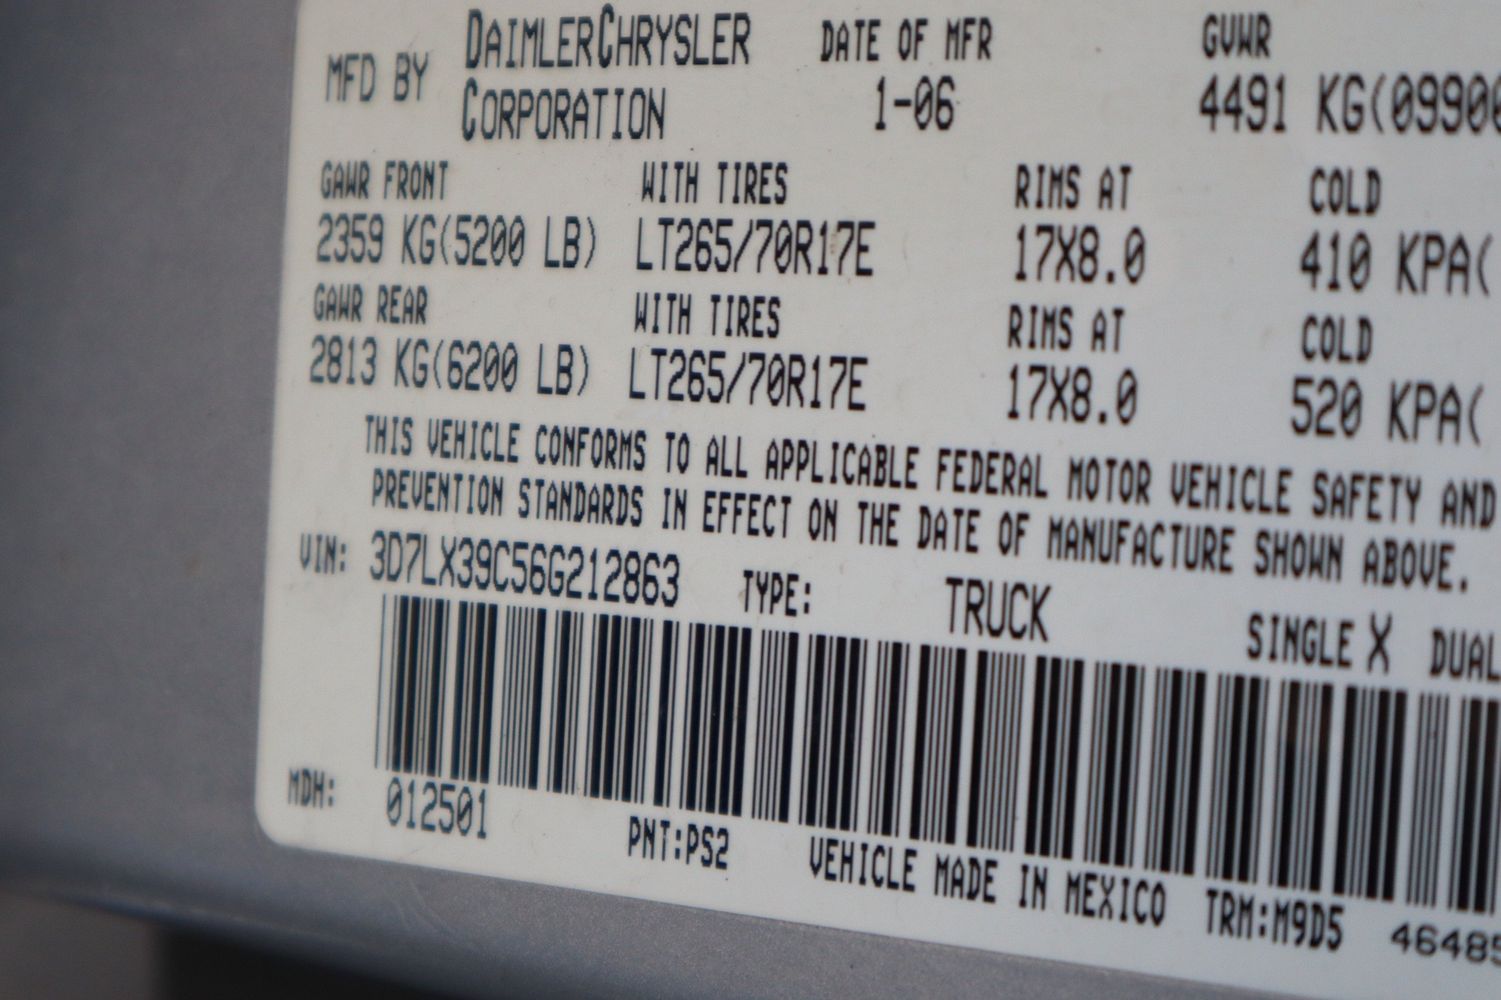 MFD BY DAIMLERCHRYSLER CORPORATION DATE OF MFR 1-06 GVWR 4491 KG(0990
GAWR FRONT WITH TIRES RIMS AT COLD
2359 KG(5200 LB) LT265/70R17E 17X8.0 410 KPA(
GAWR REAR WITH TIRES RIMS AT COLD
2813 KG(6200 LB) LT265/70R17E 17X8.0 520 KPA(
THIS VEHICLE CONFORMS TO ALL APPLICABLE FEDERAL MOTOR VEHICLE SAFETY AND
PREVENTION STANDARDS IN EFFECT ON THE DATE OF MANUFACTURE SHOWN ABOVE.
VIN: 3D7LX39C56G212863 TYPE: TRUCK SINGLE X DUAL
MDH: 012501 PNT:PS2 VEHICLE MADE IN MEXICO TRM:M9D5 46485